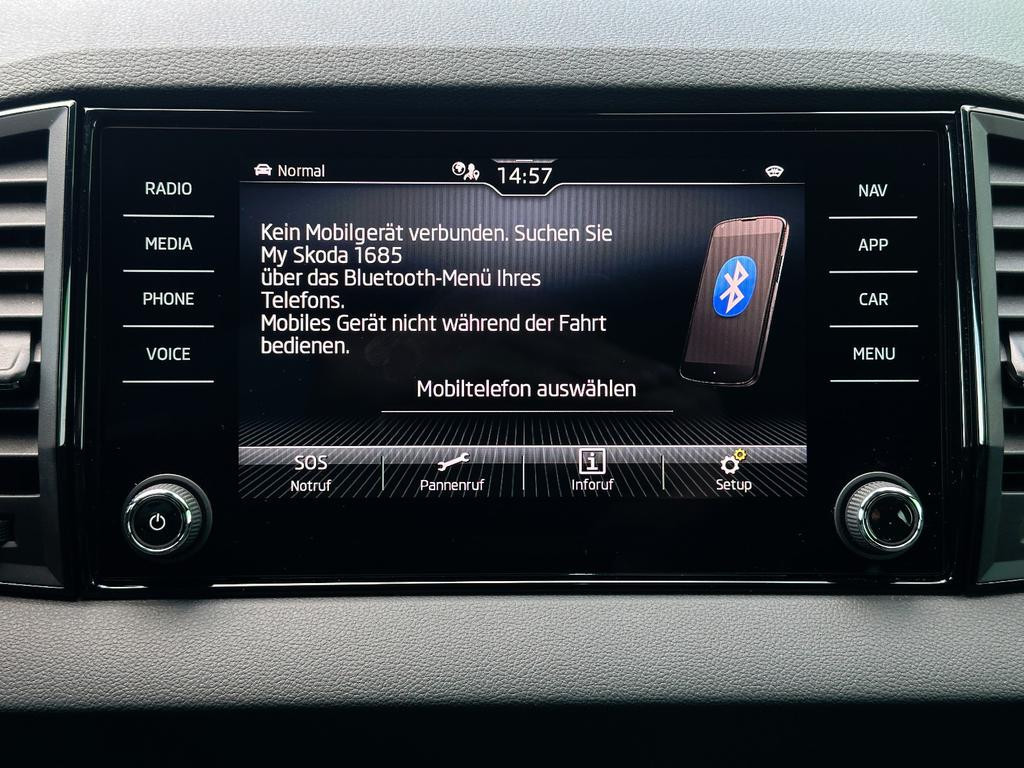 RADIO
MEDIA
PHONE
VOICE
Normal
14:57
Kein Mobilgerät verbunden. Suchen Sie
My Skoda 1685
über das Bluetooth-Menü Ihres
Telefons.
Mobiles Gerät nicht während der Fahrt
bedienen.
Mobiltelefon auswählen
SOS
Notruf
Pannenruf
Inforuf
Setup
NAV
APP
CAR
MENU